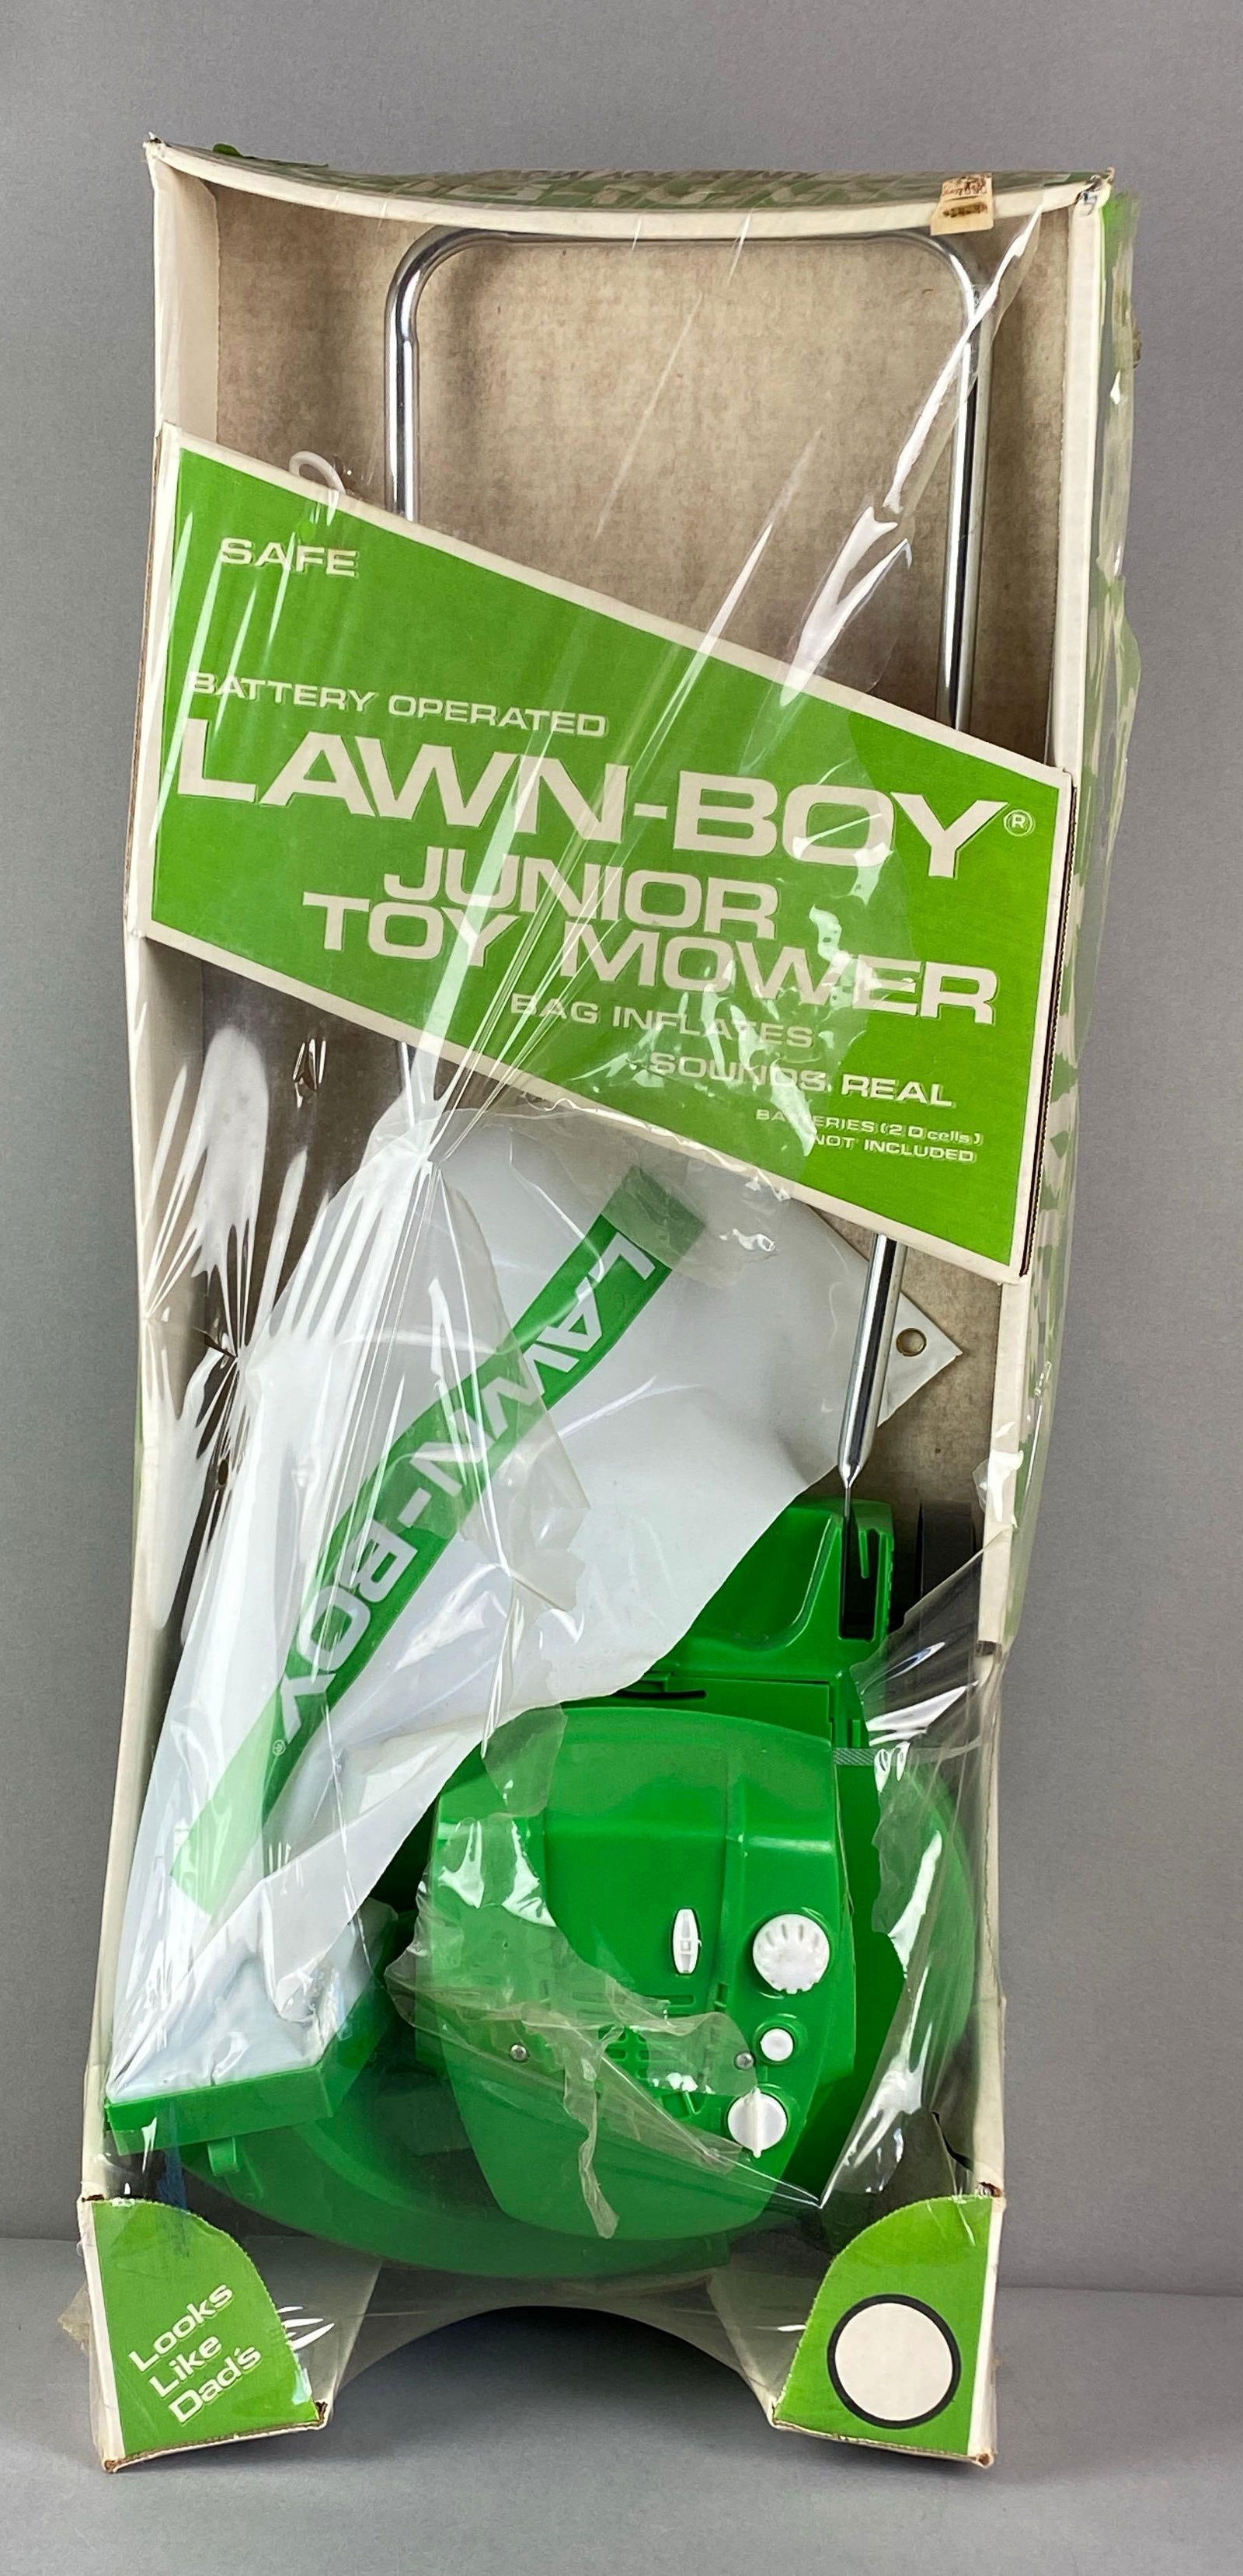 SAFE
BATTERY OPERATED
LAWN-BOY®
JUNIOR
TOY MOWER
BAG INFLATES
SOUNDS REAL
BATTERIES (2 D cells)
NOT INCLUDED
LAWN-BOY®
Looks
Like
Dad's